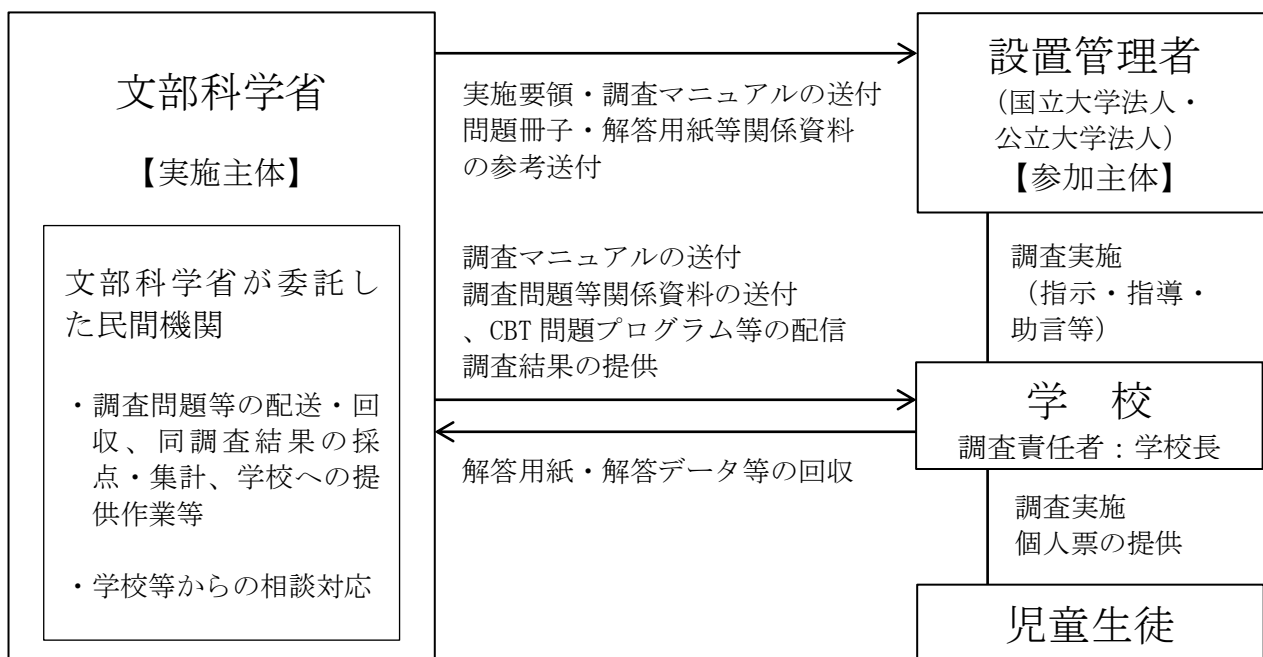 文部科学省
【実施主体】
文部科学省が委託し
た民間機関
・調査問題等の配送・回
収、同調査結果の採
点・集計、学校への提
供作業等
・学校等からの相談対応
実施要領・調査マニュアルの送付
問題冊子・解答用紙等関係資料
の参考送付
調査マニュアルの送付
調査問題等関係資料の送付
、CBT 問題プログラム等の配信
調査結果の提供
解答用紙・解答データ等の回収
設置管理者
(国立大学法人・
公立大学法人)
【参加主体】
調査実施
(指示・指導・
助言等)
学 校
調査責任者：学校長
調査実施
個人票の提供
児童生徒